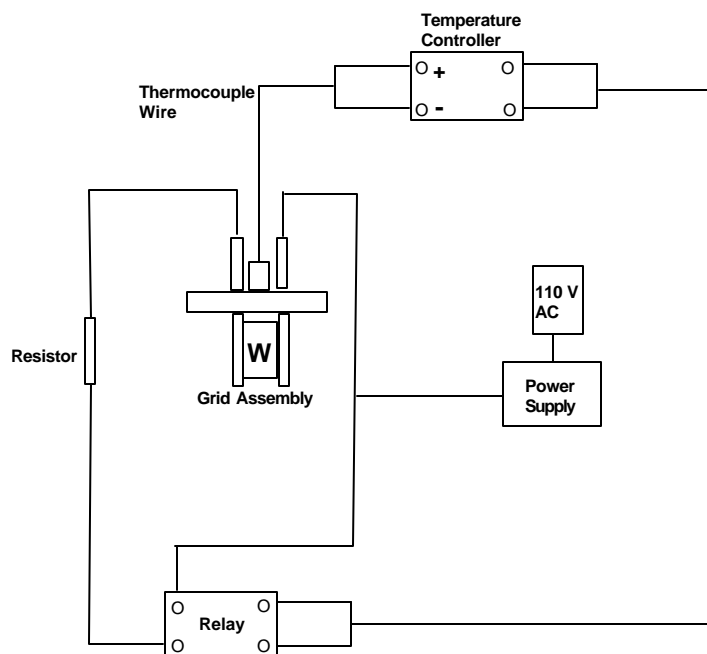 Temperature
Controller
O + O
O - O
Thermocouple
Wire
110 V
AC
Resistor
W
Grid Assembly
Power
Supply
O Relay O
O O